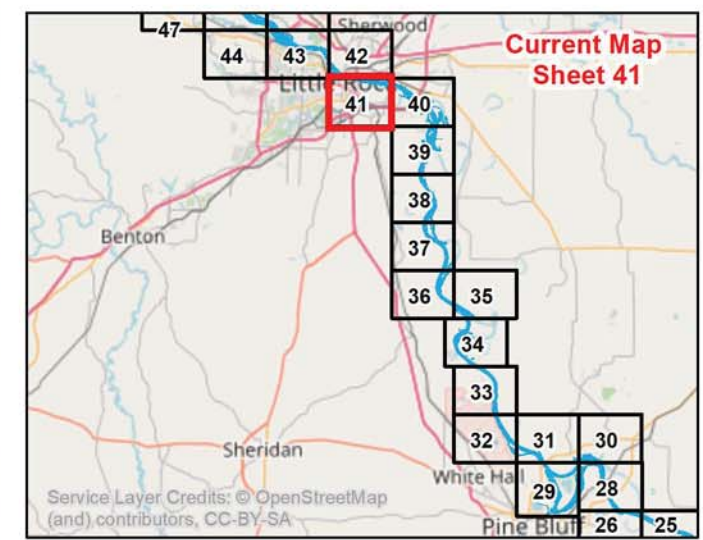 47
Sherwood
44 43 42
Current Map
Sheet 41
Little Roc
41 40
39
38
37
Benton
36 35
34
33
32 31 30
Sheridan
White Hall
29 28
Service Layer Credits: © OpenStreetMap
(and) contributors, CC-BY-SA
Pine Bluff
26 25